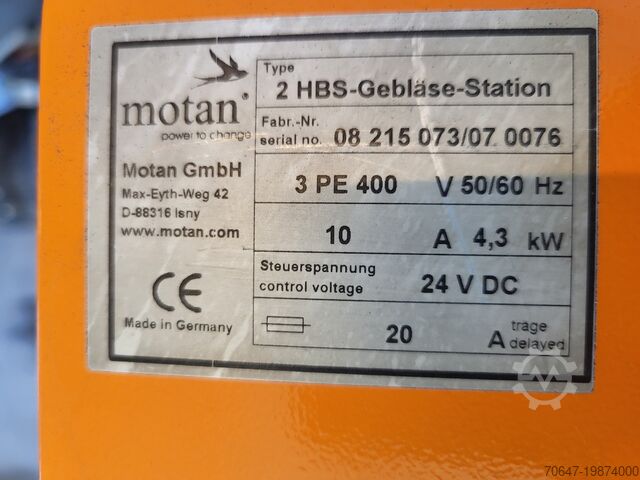 motan®
power to change
Motan GmbH
Max-Eyth-Weg 42
D-88316 Isny
www.motan.com
CE
Made in Germany
Type
2 HBS-Gebläse-Station
Fabr.-Nr.
serial no. 08 215 073/07 0076
3 PE 400 V 50/60 Hz
10 A 4,3 kW
Steuerspannung
control voltage 24 V DC
20 A träge
delayed
70647-19874000